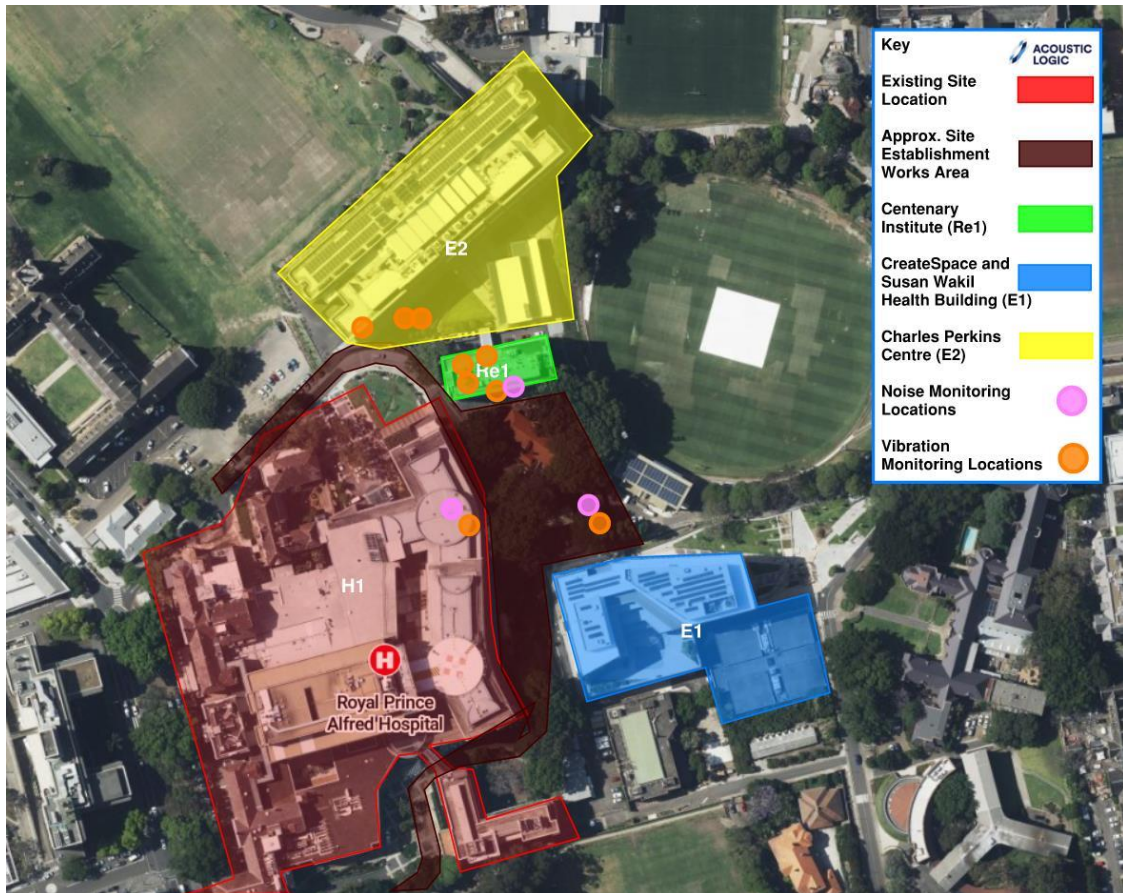 Key
ACOUSTIC
LOGIC
Existing Site
Location
Approx. Site
Establishment
Works Area
Centenary
Institute (Re1)
CreateSpace and
Susan Wakil
Health Building (E1)
Charles Perkins
Centre (E2)
Noise Monitoring
Locations
Vibration
Monitoring Locations
E2
Re1
H1
E1
H
Royal Prince
Alfred Hospital